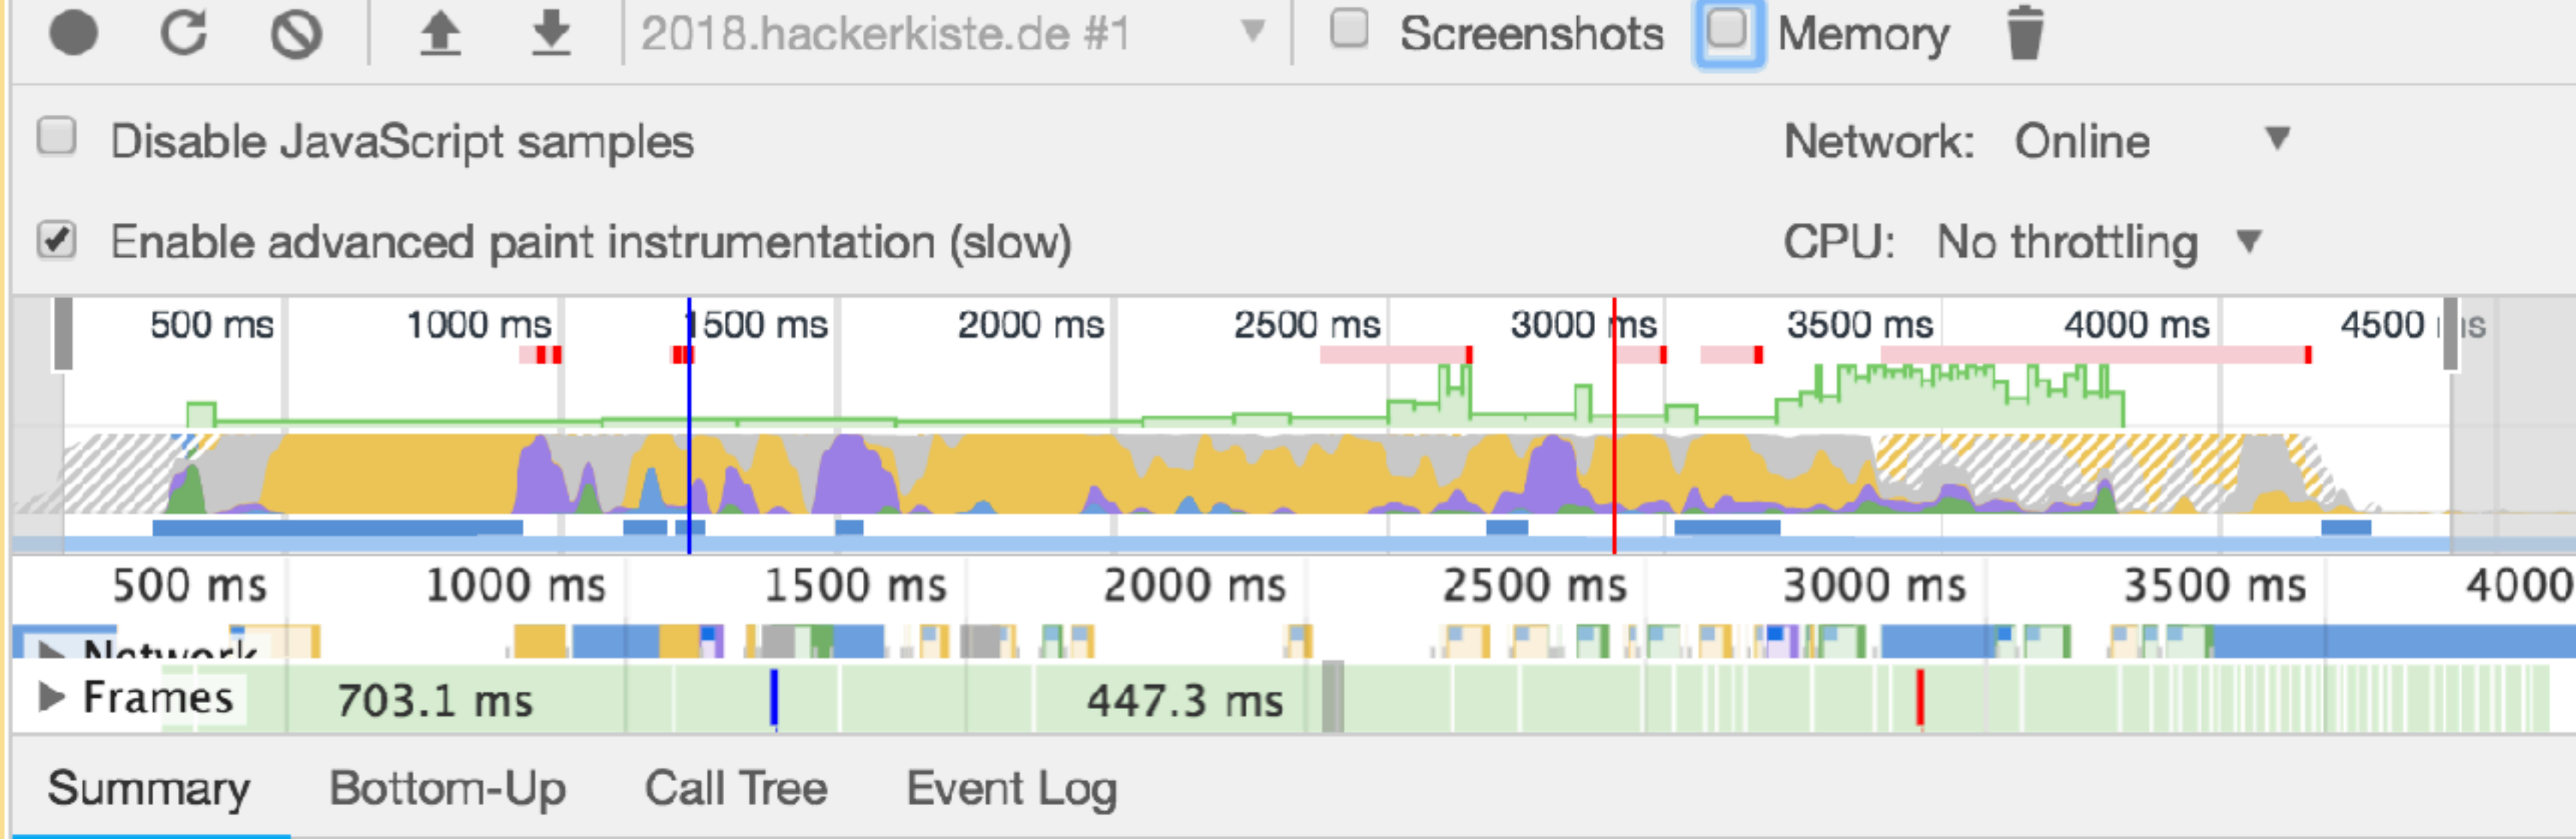 2018.hackerkiste.de #1 Screenshots Memory
Disable JavaScript samples Network: Online
Enable advanced paint instrumentation (slow) CPU: No throttling
500 ms 1000 ms 1500 ms 2000 ms 2500 ms 3000 ms 3500 ms 4000 ms 4500 ms
500 ms 1000 ms 1500 ms 2000 ms 2500 ms 3000 ms 3500 ms 4000
Network
Frames 703.1 ms 447.3 ms
Summary Bottom-Up Call Tree Event Log